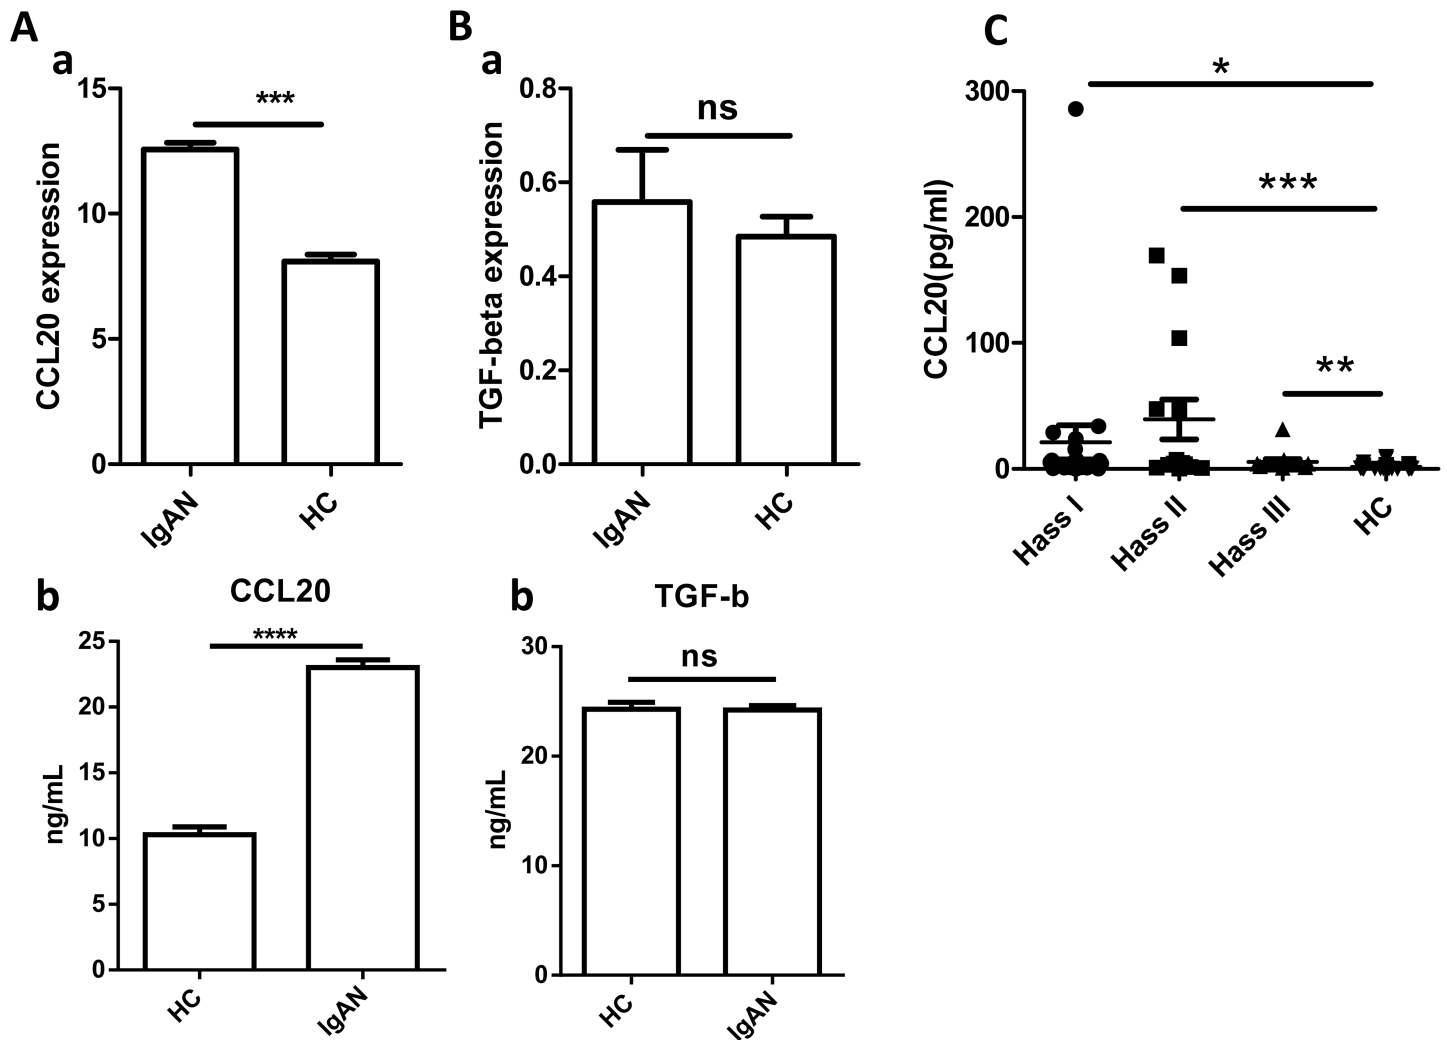 A
a
CCL20 expression
15
10
5
0
***
IgAN
HC
B
a
TGF-beta expression
0.8
0.6
0.4
0.2
0.0
ns
IgAN
HC
C
CCL20(pg/ml)
300
200
100
0
*
***
**
Hass I
Hass II
Hass III
HC
b
CCL20
ng/mL
25
20
15
10
5
0
****
HC
IgAN
b
TGF-b
ng/mL
30
20
10
0
ns
HC
IgAN